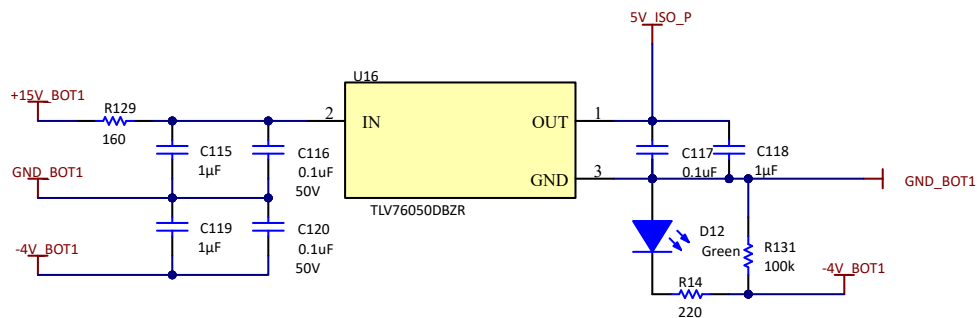 5V_ISO_P
U16
+15V_BOT1
R129
160
2
IN
OUT
1
C115
1µF
C116
0.1uF
50V
C117
0.1uF
C118
1µF
GND_BOT1
GND
3
GND_BOT1
TLV76050DBZR
C119
1µF
C120
0.1uF
50V
-4V_BOT1
D12
Green
R131
100k
-4V_BOT1
R14
220